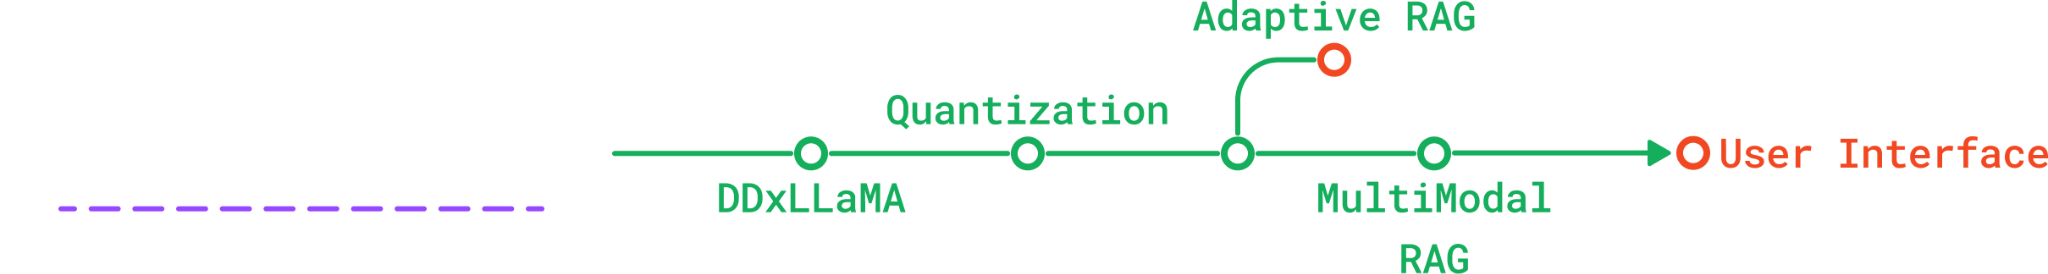 Adaptive RAG
Quantization
User Interface
DDxLLaMA
MultiModal
RAG